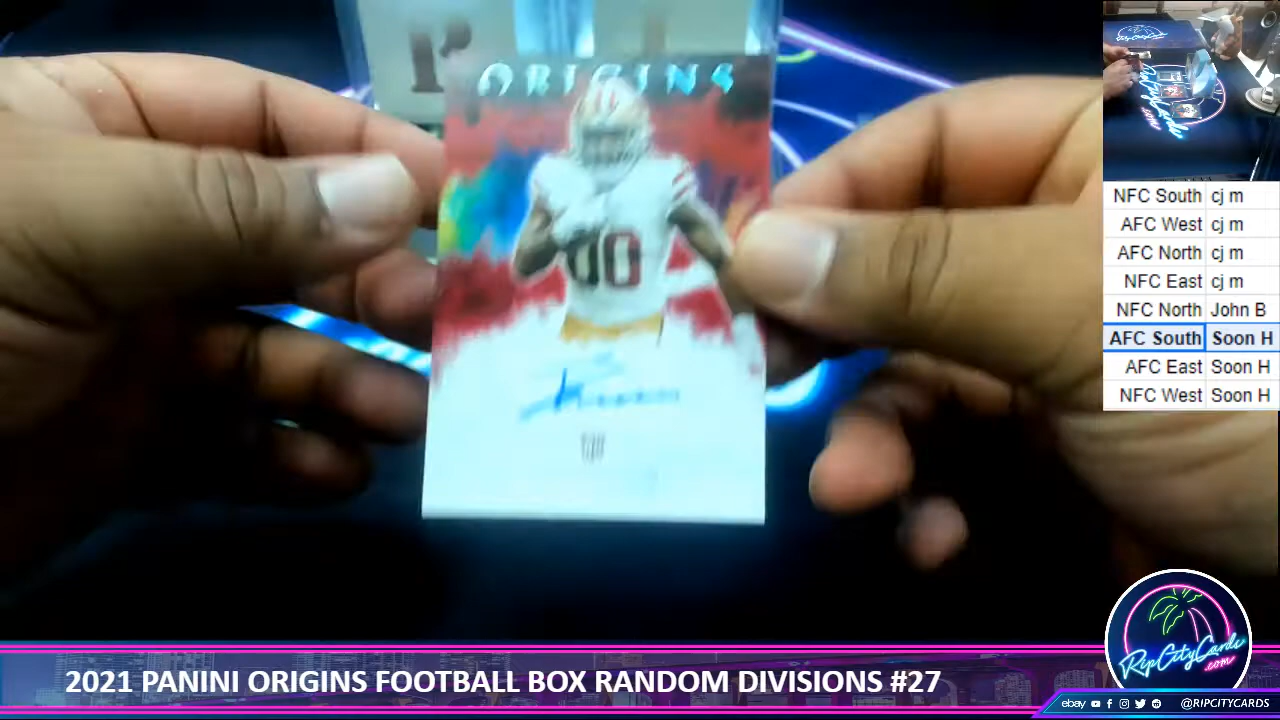 ORIGINS
NFC South cj m
AFC West cj m
AFC North cj m
NFC East cj m
NFC North John B
AFC South Soon H
AFC East Soon H
NFC West Soon H
RipCityCards
.com
2021 PANINI ORIGINS FOOTBALL BOX RANDOM DIVISIONS #27
ebay @RIPCITYCARDS